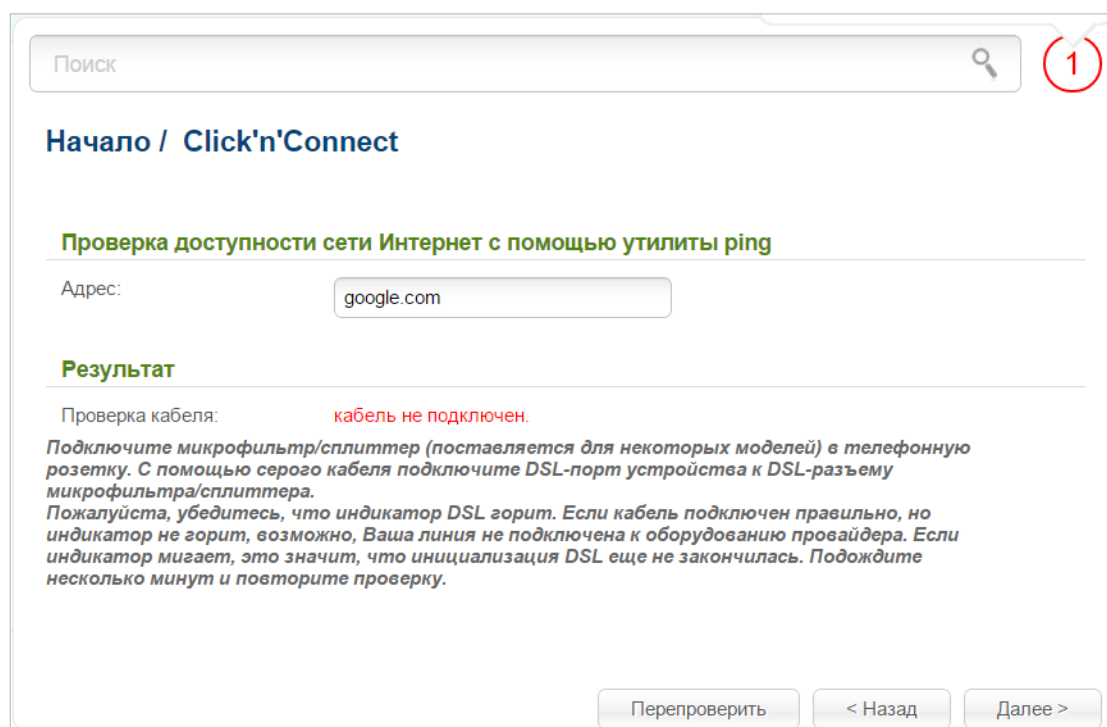 Поиск
1
Начало / Click'n'Connect
Проверка доступности сети Интернет с помощью утилиты ping
Адрес: google.com
Результат
Проверка кабеля: кабель не подключен.
Подключите микрофильтр/сплиттер (поставляется для некоторых моделей) в телефонную
розетку. С помощью серого кабеля подключите DSL-порт устройства к DSL-разъему
микрофильтра/сплиттера.
Пожалуйста, убедитесь, что индикатор DSL горит. Если кабель подключен правильно, но
индикатор не горит, возможно, Ваша линия не подключена к оборудованию провайдера. Если
индикатор мигает, это значит, что инициализация DSL еще не закончилась. Подождите
несколько минут и повторите проверку.
Перепроверить < Назад Далее >